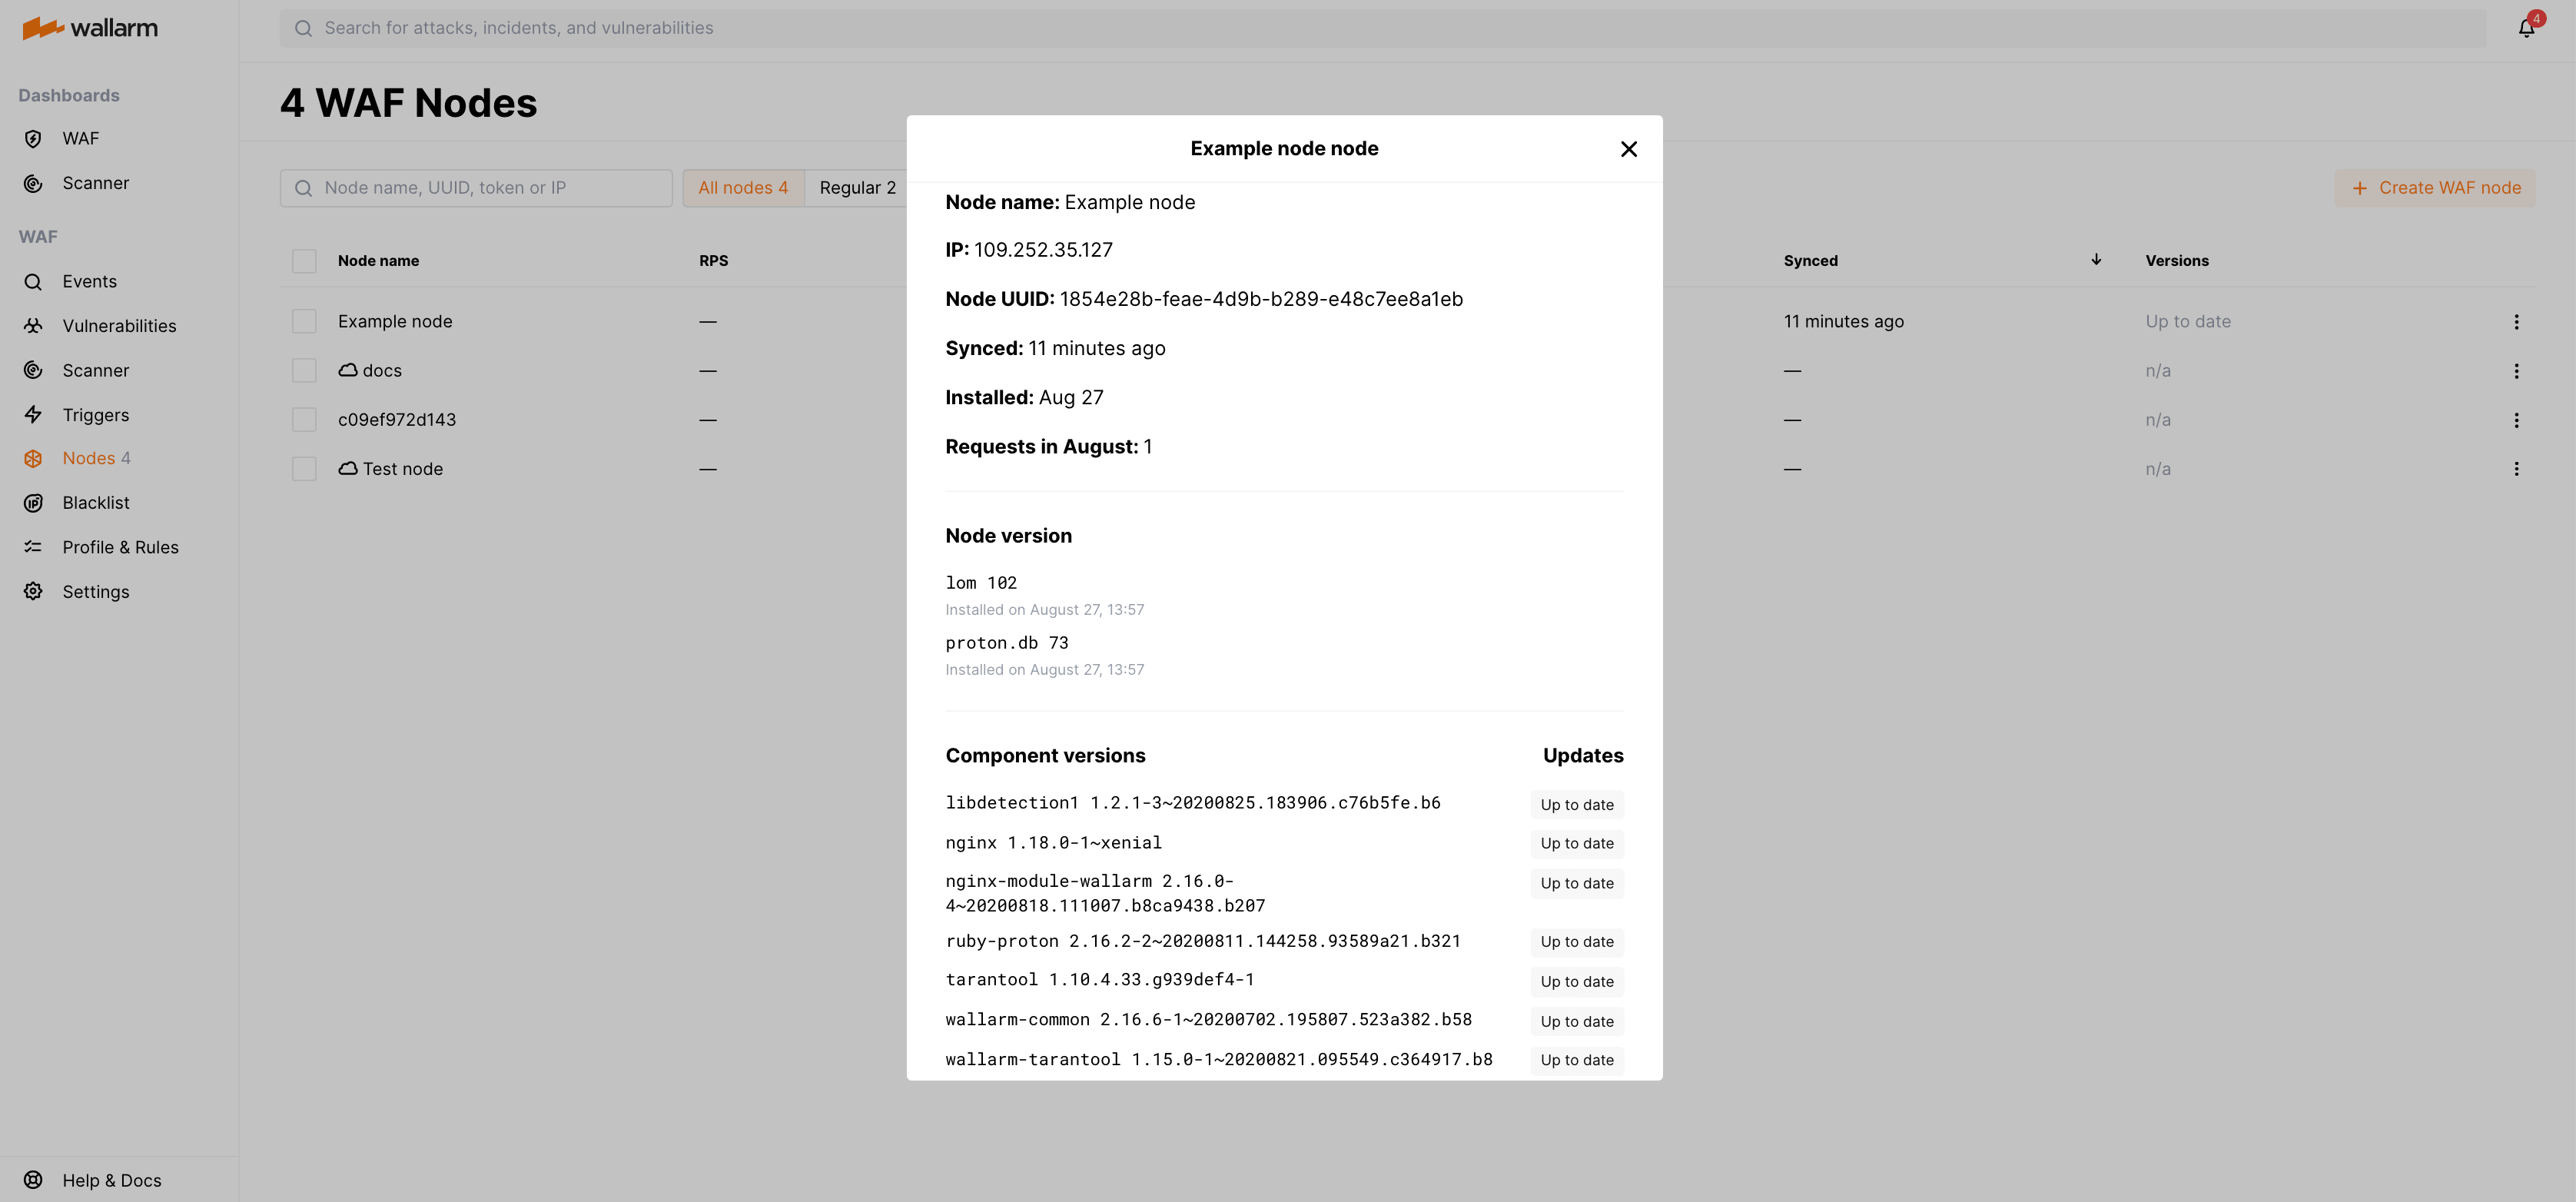 wallarm
Search for attacks, incidents, and vulnerabilities
4
Dashboards
WAF
Scanner
WAF
Events
Vulnerabilities
Scanner
Triggers
Nodes 4
Blacklist
Profile & Rules
Settings
Help & Docs
4 WAF Nodes
Node name, UUID, token or IP
All nodes 4
Regular 2
Create WAF node
Node name RPS Synced Versions
Example node — 11 minutes ago Up to date
docs — — n/a
c09ef972d143 — — n/a
Test node — — n/a
Example node node
Node name: Example node
IP: 109.252.35.127
Node UUID: 1854e28b-feae-4d9b-b289-e48c7ee8a1eb
Synced: 11 minutes ago
Installed: Aug 27
Requests in August: 1
Node version
lom 102
Installed on August 27, 13:57
proton.db 73
Installed on August 27, 13:57
Component versions Updates
libdetection1 1.2.1-3~20200825.183906.c76b5fe.b6 Up to date
nginx 1.18.0-1~xenial Up to date
nginx-module-wallarm 2.16.0- Up to date
4~20200818.111007.b8ca9438.b207
ruby-proton 2.16.2-2~20200811.144258.93589a21.b321 Up to date
tarantool 1.10.4.33.g939def4-1 Up to date
wallarm-common 2.16.6-1~20200702.195807.523a382.b58 Up to date
wallarm-tarantool 1.15.0-1~20200821.095549.c364917.b8 Up to date